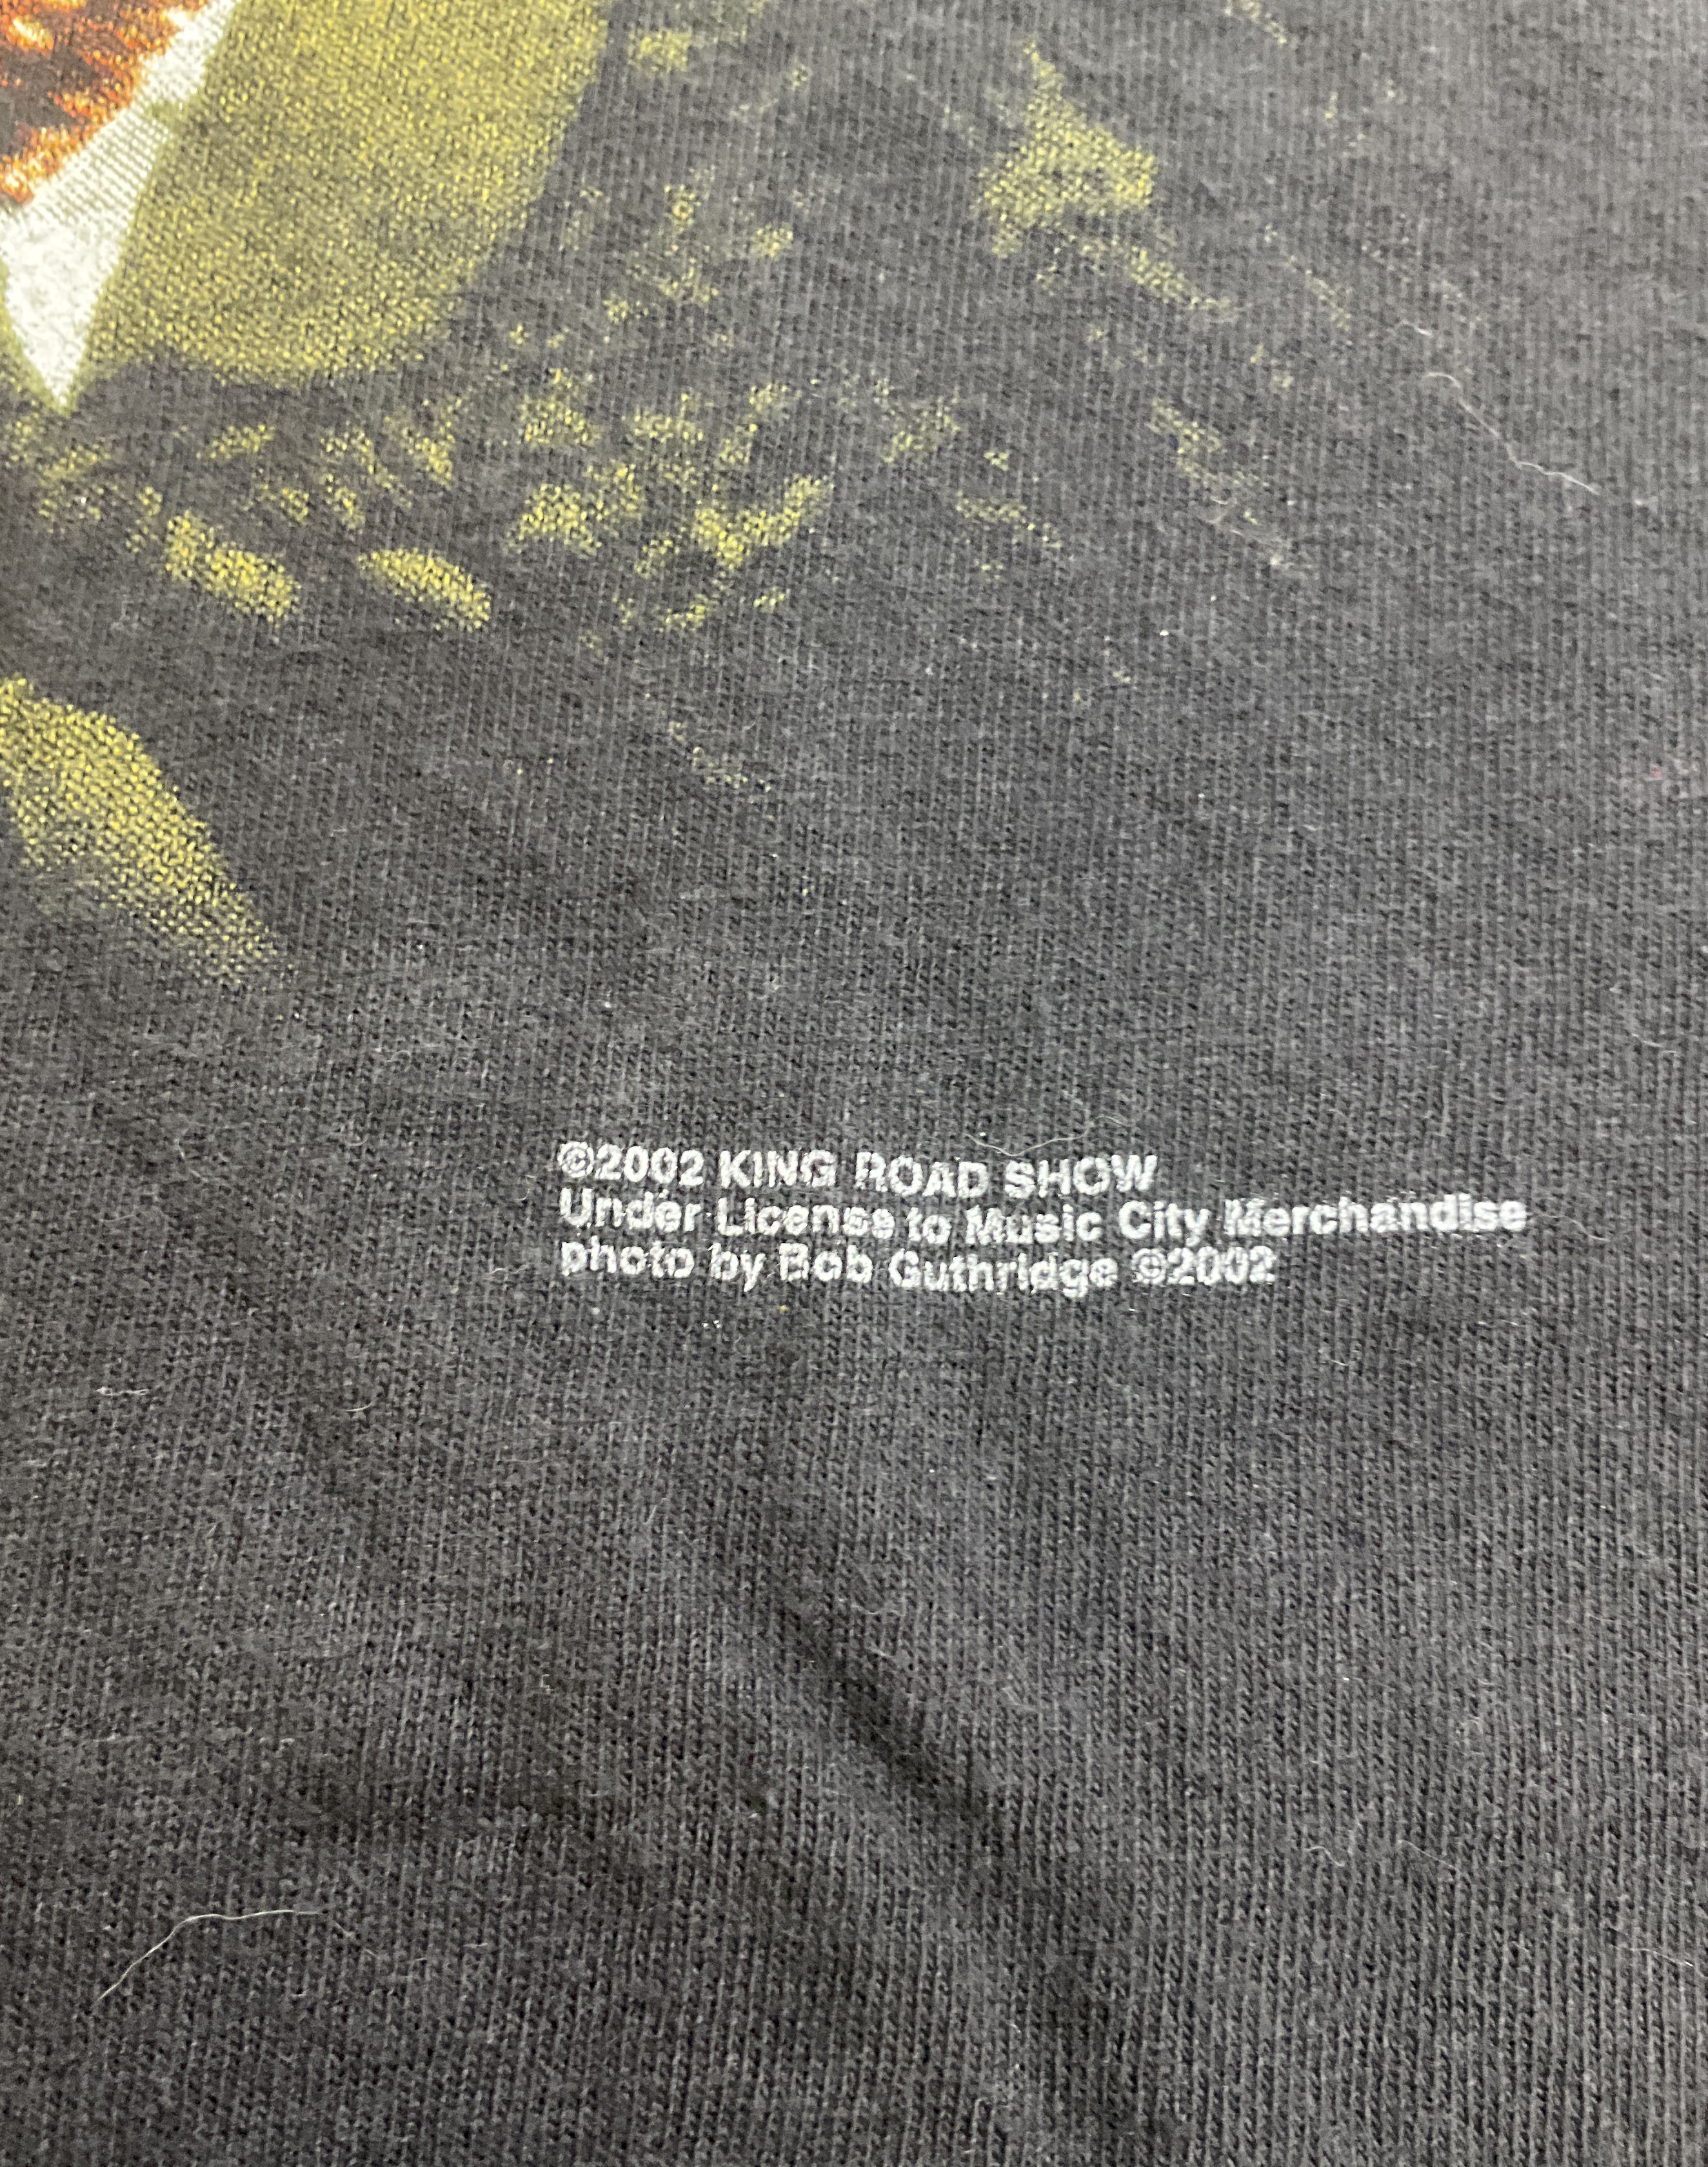 ©2002 KING ROAD SHOW
Under License to Music City Merchandise
photo by Bob Guthridge ©2002